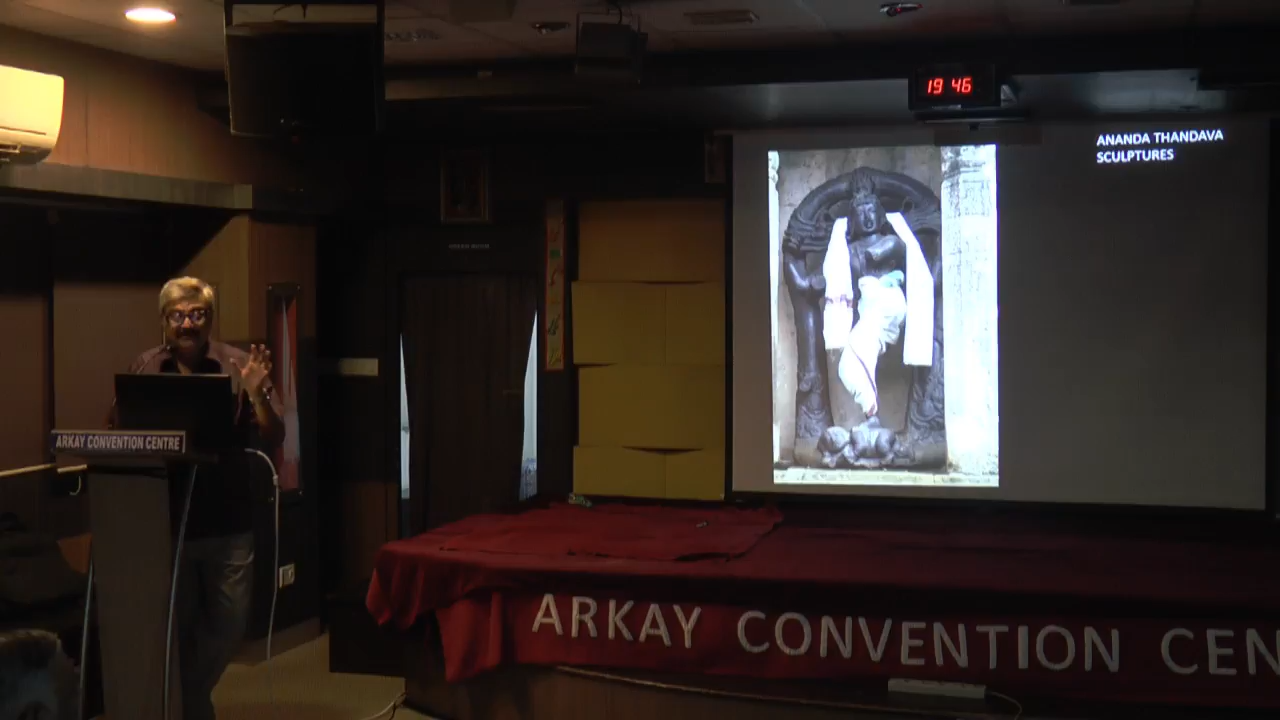 19 46
ANANDA THANDAVA
SCULPTURES
ARKAY CONVENTION CENTRE
ARKAY CONVENTION CEN